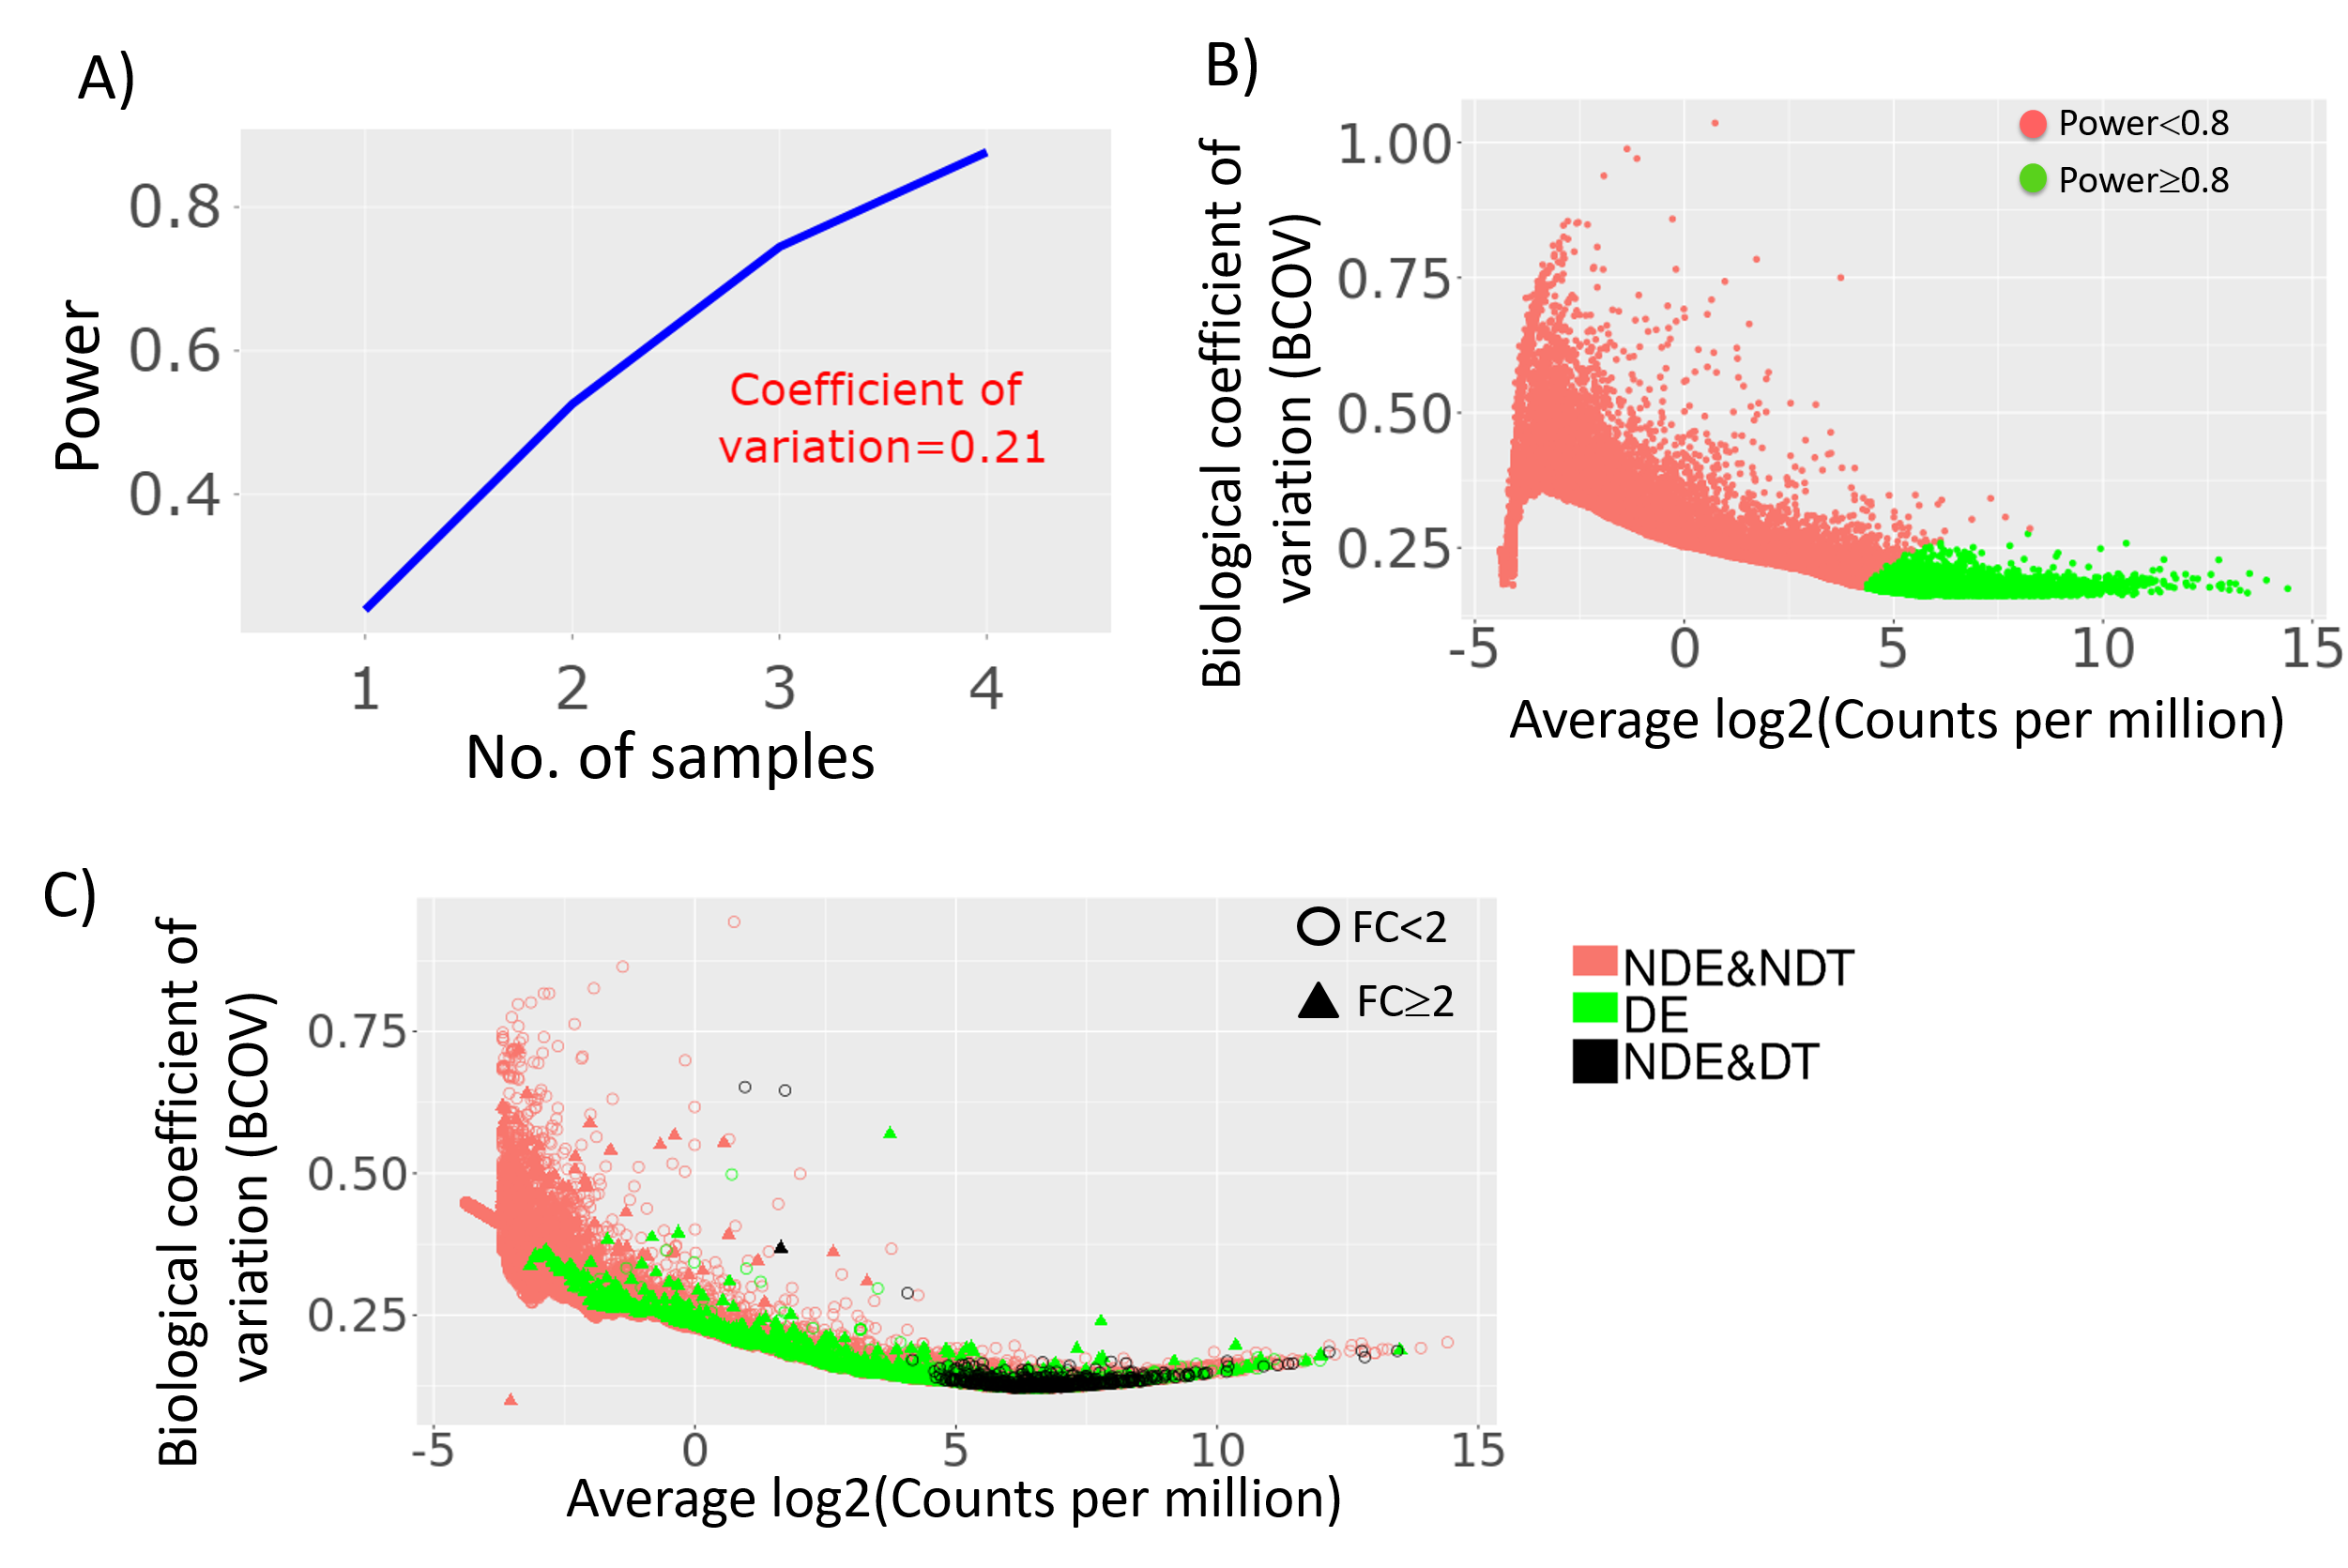 A)
Power
0.8
0.6
0.4
Coefficient of
variation=0.21
1 2 3 4
No. of samples
B)
Biological coefficient of
variation (BCOV)
1.00
0.75
0.50
0.25
Power<0.8
Power≥0.8
-5 0 5 10 15
Average log2(Counts per million)
C)
Biological coefficient of
variation (BCOV)
0.75
0.50
0.25
FC<2
FC≥2
NDE&NDT
DE
NDE&DT
-5 0 5 10 15
Average log2(Counts per million)